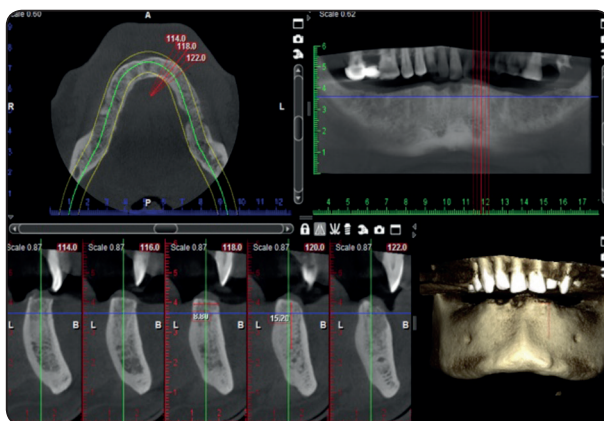 Scale 0.60
A
114.0
118.0
122.0
R
L
P
1 2 3 4 5 6 7 8 9 10 11 12
Scale 0.62
4 5 6 7 8 9 10 11 12 13 14 15 16 17
Scale 0.87 114.0
L B
Scale 0.87 116.0
L B
Scale 0.87 118.0
L B
Scale 0.87 120.0
15.20
L B
Scale 0.87 122.0
L B